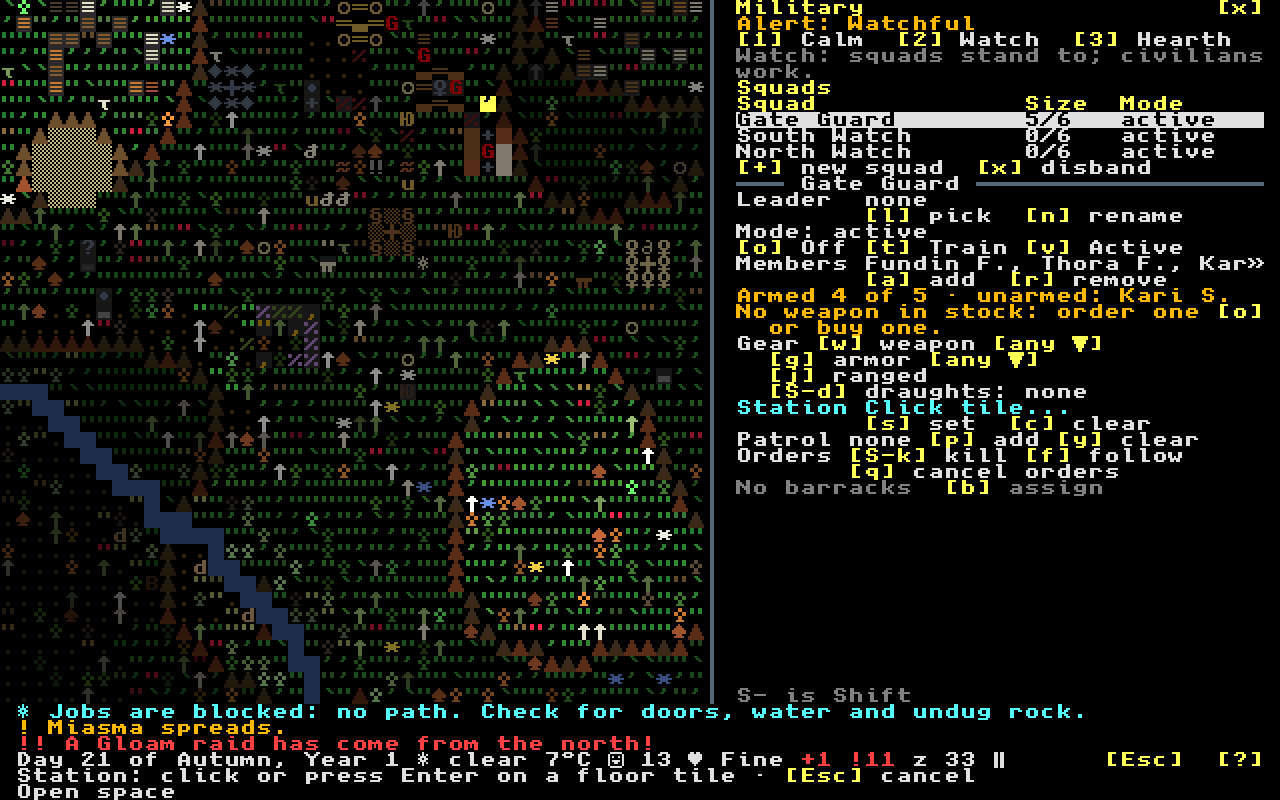 Military [x]
Alert: Watchful
[1] Calm [2] Watch [3] Hearth
Watch: squads stand to; civilians
work.
Squads
Squad Size Mode
Gate Guard 5/6 active
South Watch 0/6 active
North Watch 0/6 active
[+] new squad [x] disband
Gate Guard
Leader none
[l] pick [n] rename
Mode: active
[o] Off [t] Train [v] Active
Members Fundin F., Thora F., Kar»
[a] add [r] remove
Armed 4 of 5 · unarmed: Kari S.
No weapon in stock: order one [o]
or buy one.
Gear [w] weapon [any ▼]
[g] armor [any ▼]
[j] ranged
[S-d] draughts: none
Station Click tile...
[s] set [c] clear
Patrol none [p] add [y] clear
Orders [S-k] kill [f] follow
[q] cancel orders
No barracks [b] assign
S- is Shift
* Jobs are blocked: no path. Check for doors, water and undug rock.
! Miasma spreads.
!! A Gloam raid has come from the north!
Day 21 of Autumn, Year 1 * clear 7°C 13 ♥ Fine +1 !11 z 33 || [Esc] [?]
Station: click or press Enter on a floor tile · [Esc] cancel
Open space